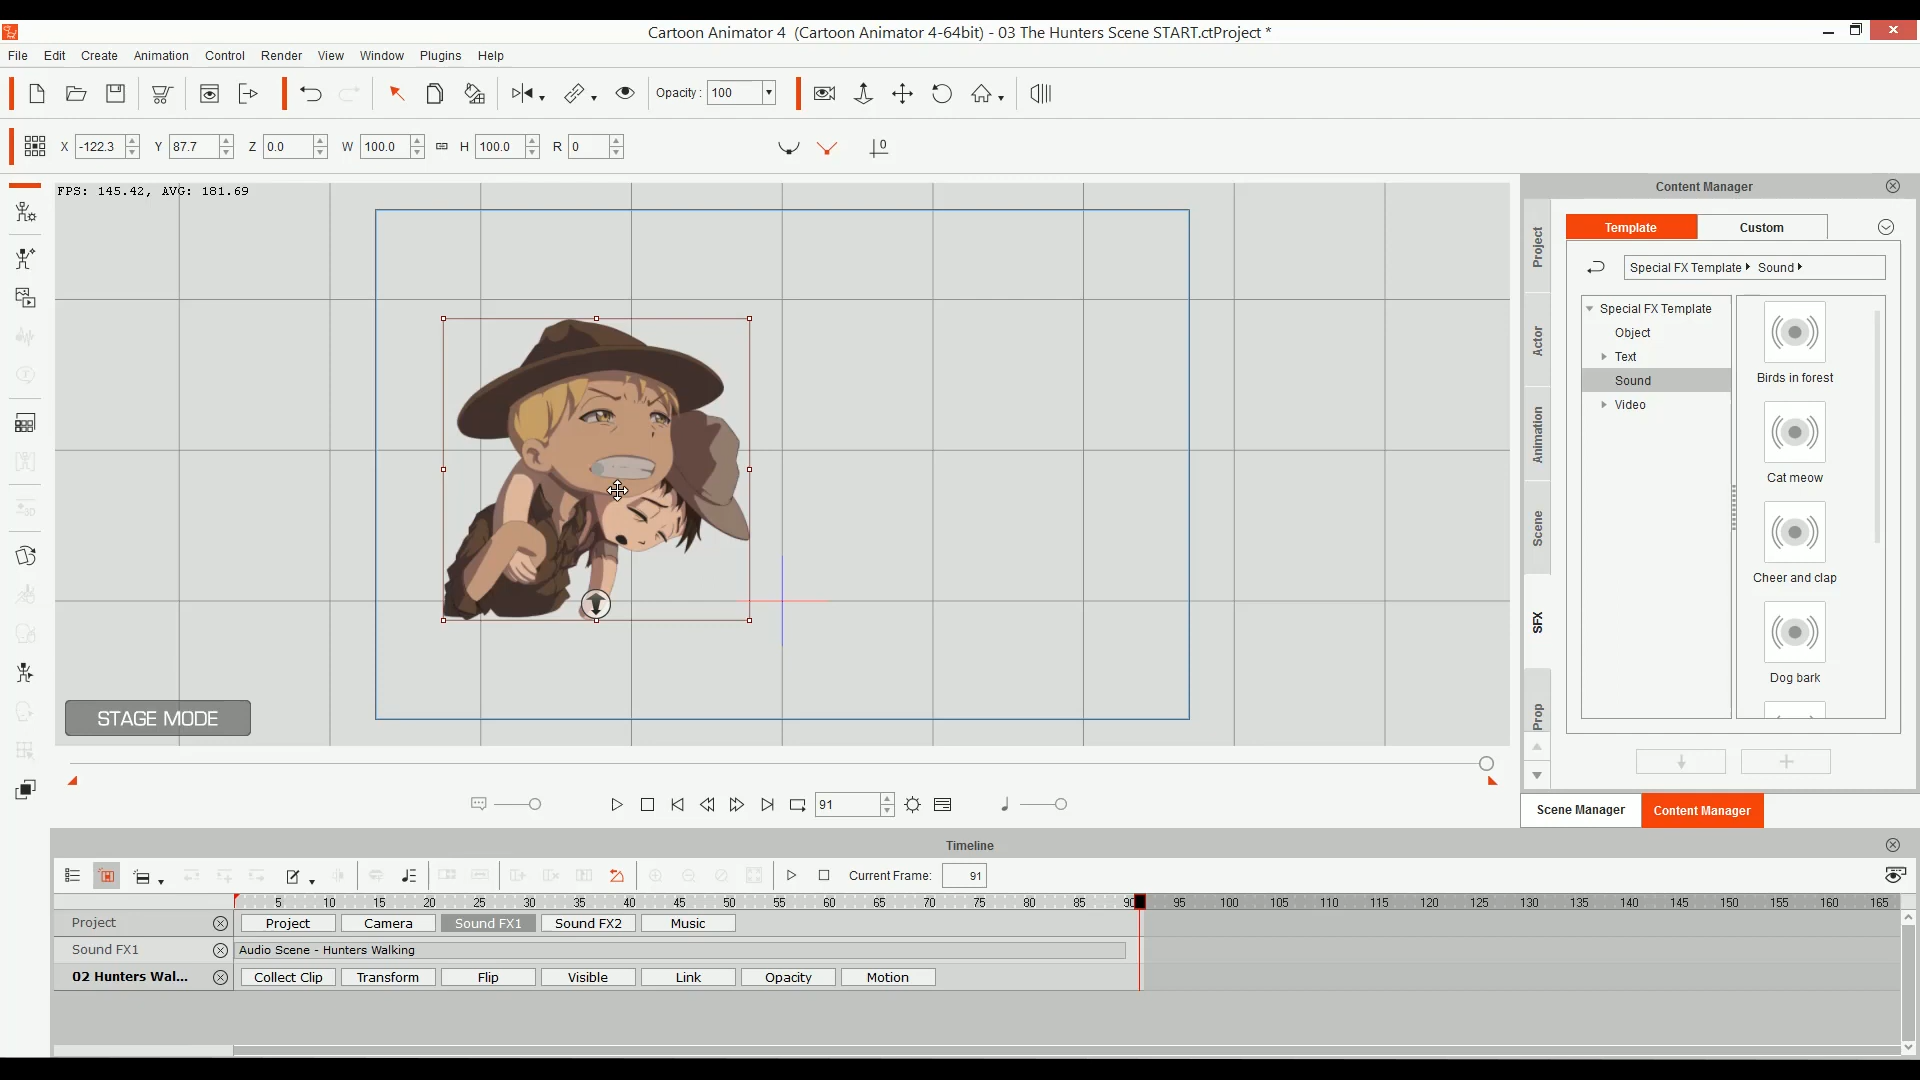 Cartoon Animator 4  (Cartoon Animator 4-64bit) - 03 The Hunters Scene START.ctProject *
File Edit Create Animation Control Render View Window Plugins Help
Opacity : 100
X -122.3 Y 87.7 Z 0.0 W 100.0 H 100.0 R 0
0
FPS: 145.42, AVG: 181.69
STAGE MODE
Content Manager
Template Custom
Special FX Template Sound
Special FX Template
Object
Text
Sound
Video
Birds in forest
Cat meow
Cheer and clap
Dog bark
Project
Actor
Animation
Scene
SFX
Prop
Scene Manager Content Manager
91
Timeline
Current Frame: 91
5 10 15 20 25 30 35 40 45 50 55 60 65 70 75 80 85 90 95 100 105 110 115 120 125 130 135 140 145 150 155 160 165
Project Project Camera Sound FX1 Sound FX2 Music
Sound FX1 Audio Scene - Hunters Walking
02 Hunters Wal... Collect Clip Transform Flip Visible Link Opacity Motion